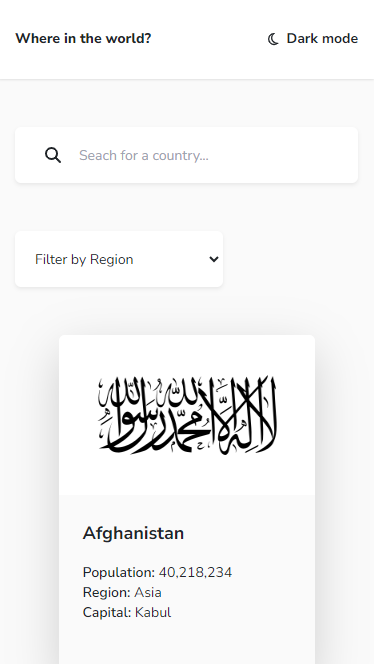 Where in the world?
Dark mode
Seach for a country...
Filter by Region
لا إله إلا الله محمد رسول الله
Afghanistan
Population: 40,218,234
Region: Asia
Capital: Kabul